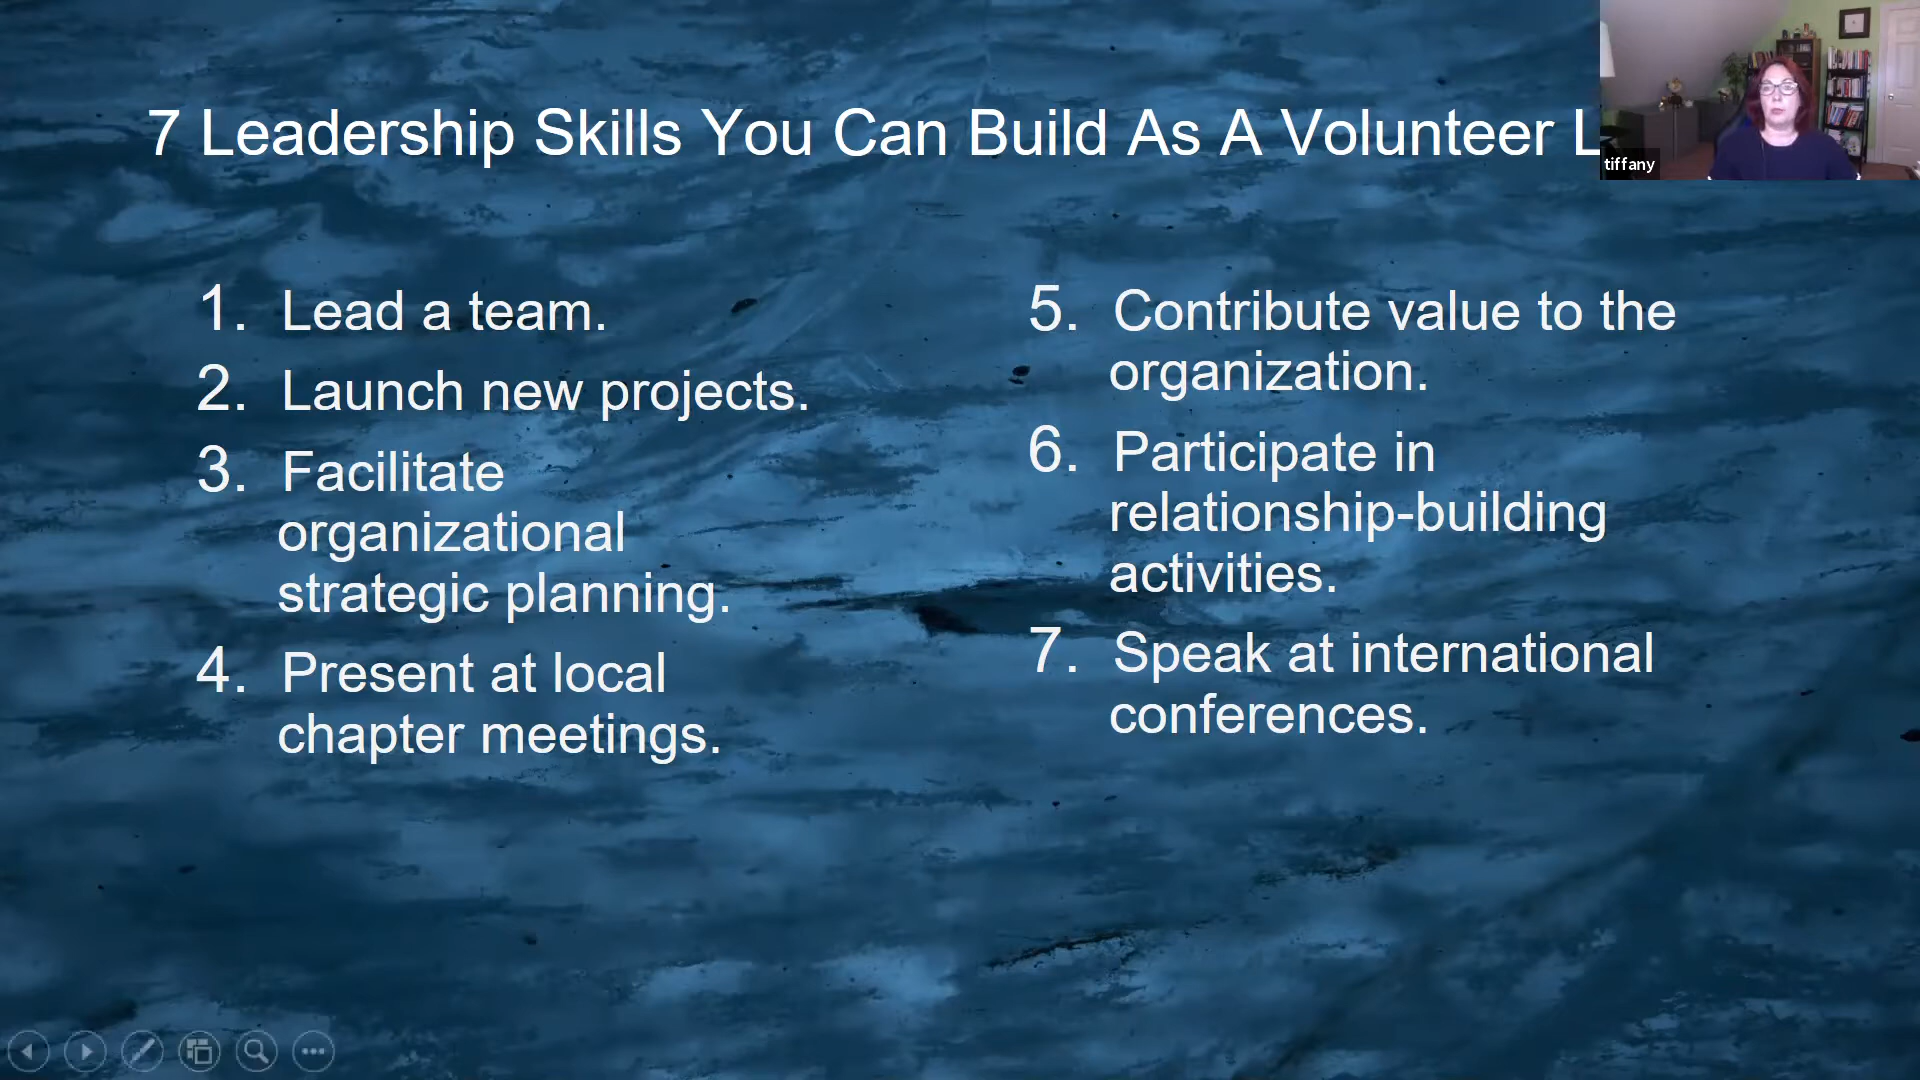 7 Leadership Skills You Can Build As A Volunteer L
tiffany
1. Lead a team.
2. Launch new projects.
3. Facilitate
organizational
strategic planning.
4. Present at local
chapter meetings.
5. Contribute value to the
organization.
6. Participate in
relationship-building
activities.
7. Speak at international
conferences.